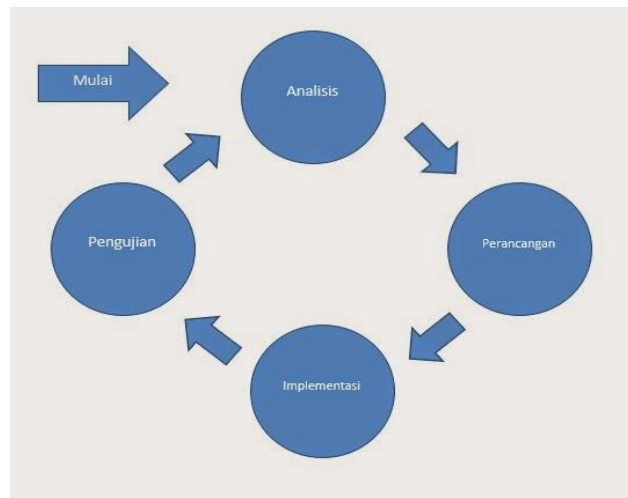 Mulai
Analisis
Perancangan
Implementasi
Pengujian